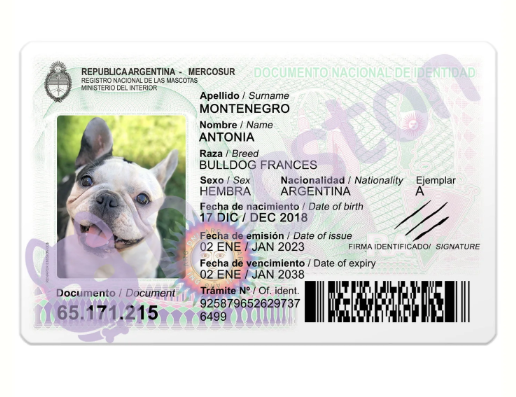 REPUBLICA ARGENTINA - MERCOSUR
REGISTRO NACIONAL DE LAS MASCOTAS
MINISTERIO DEL INTERIOR
DOCUMENTO NACIONAL DE IDENTIDAD
Apellido / Surname
MONTENEGRO
Nombre / Name
ANTONIA
Raza / Breed
BULLDOG FRANCES
Sexo / Sex Nacionalidad / Nationality Ejemplar
HEMBRA ARGENTINA A
Fecha de nacimiento / Date of birth
17 DIC / DEC 2018
Fecha de emisión / Date of issue
02 ENE / JAN 2023
FIRMA IDENTIFICADO/ SIGNATURE
Fecha de vencimiento / Date of expiry
02 ENE / JAN 2038
Documento / Document
65.171.215
Trámite Nº / Of. ident.
925879652629737
6499